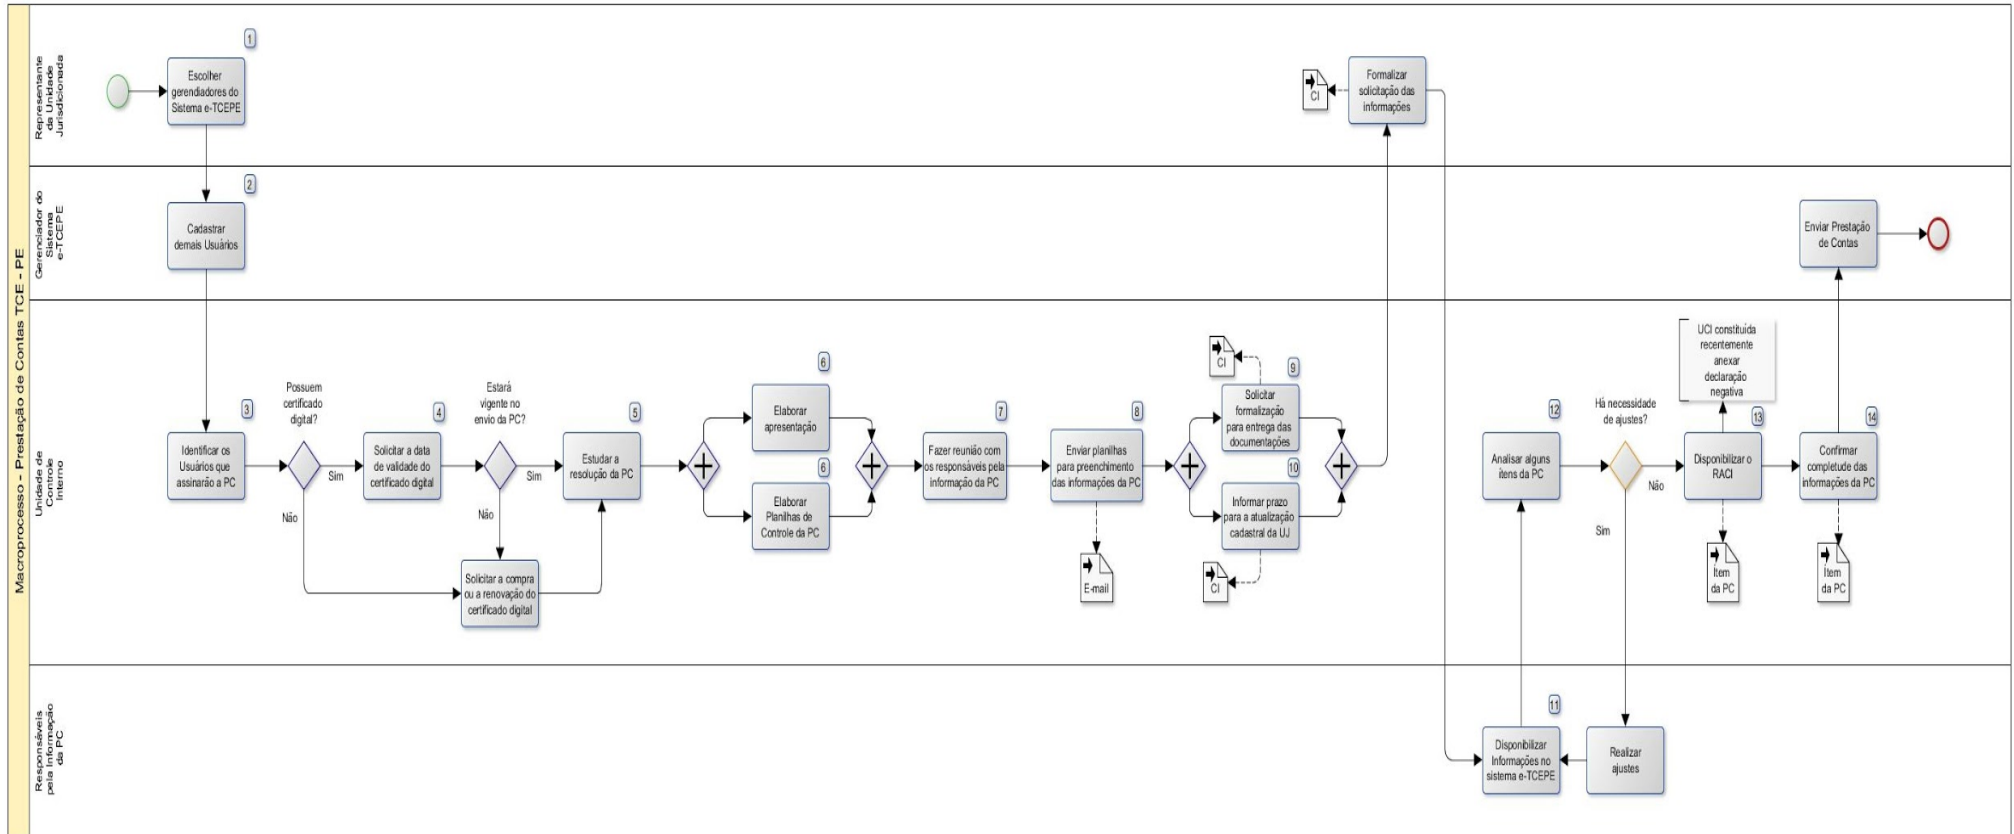 Macroprocesso - Prestação de Contas TCE - PE
Representante
da Unidade
Jurisdicionada
1
Escolher
gerendiadores do
Sistema e-TCEPE
CI
Formalizar
solicitação das
informações
Gerenciador do
Sistema
e-TCEPE
2
Cadastrar
demais Usuários
Enviar Prestação
de Contas
Unidade de
Controle
Interno
3
Identificar os
Usuários que
assinarão a PC
Possuem
certificado
digital?
Sim
Não
4
Solicitar a data
de validade do
certificado digital
Estará
vigente no
envio da PC?
Sim
Não
Solicitar a compra
ou a renovação do
certificado digital
5
Estudar a
resolução da PC
6
Elaborar
apresentação
6
Elaborar
Planilhas de
Controle da PC
7
Fazer reunião com
os responsáveis pela
informação da PC
8
Enviar planilhas
para preenchimento
das informações da PC
E-mail
CI
9
Solicitar
formalização
para entrega das
documentações
10
Informar prazo
para a atualização
cadastral da UJ
CI
12
Analisar alguns
itens da PC
Há necessidade
de ajustes?
Não
Sim
UCI constituída
recentemente
anexar
declaração
negativa
13
Disponibilizar o
RACI
Ítem
da PC
14
Confirmar
completude das
informações da PC
Ítem
da PC
Responsáveis
pela Informação
da PC
11
Disponibilizar
Informações no
sistema e-TCEPE
Realizar
ajustes